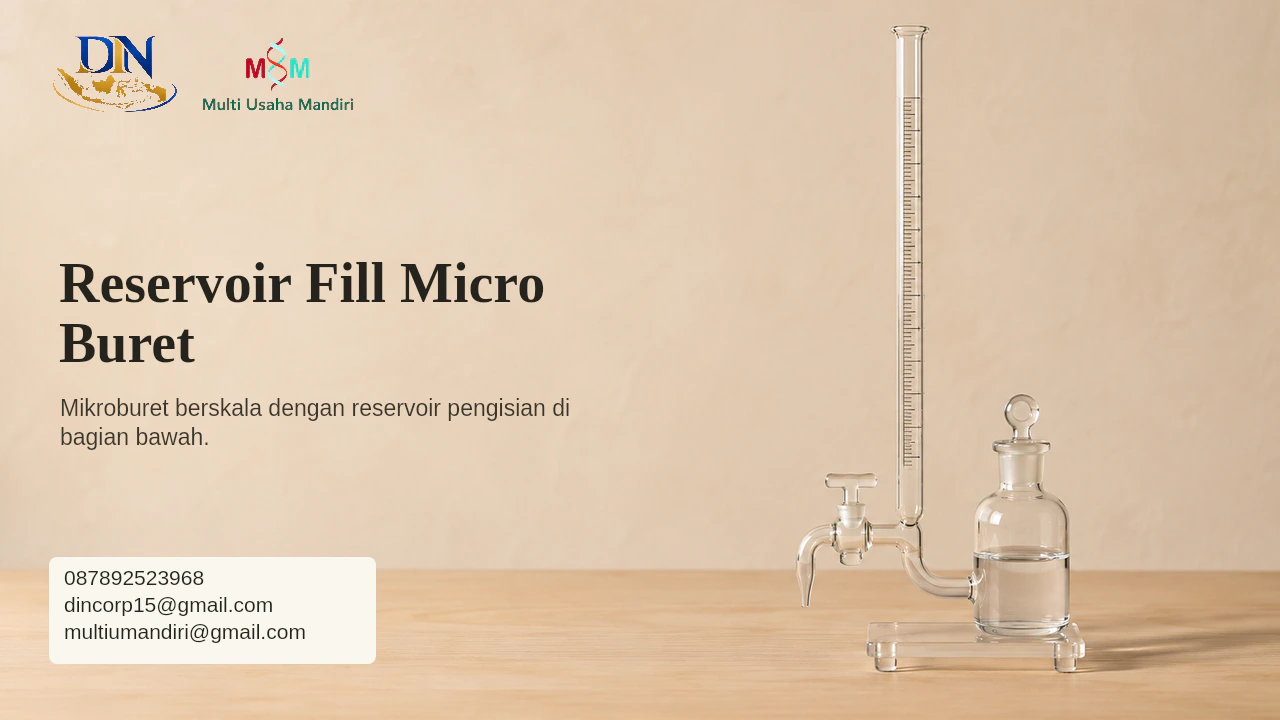 DN
MSM
Multi Usaha Mandiri
Reservoir Fill Micro
Buret
Mikroburet berskala dengan reservoir pengisian di
bagian bawah.
087892523968
dincorp15@gmail.com
multiumandiri@gmail.com